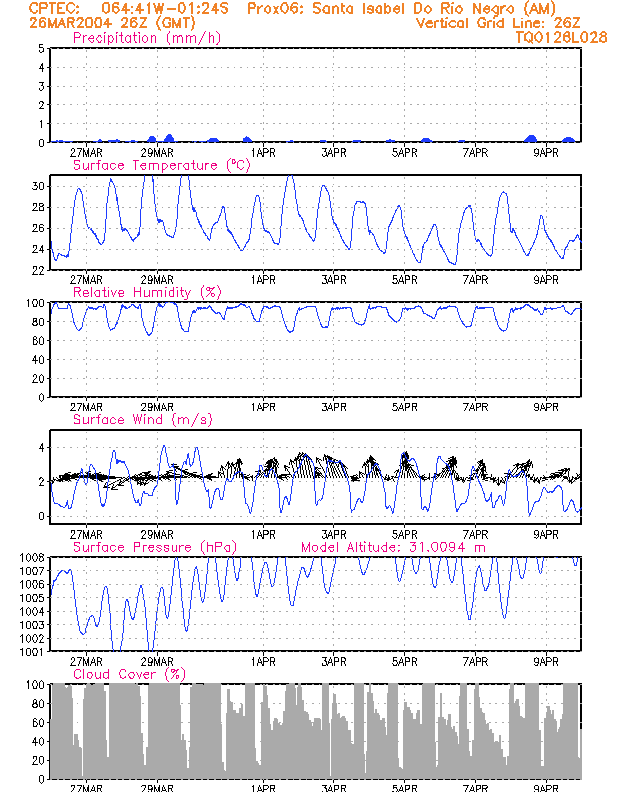 CPTEC: 064:41W-01:24S Prox06: Santa Isabel Do Rio Negro (AM)
26MAR2004 26Z (GMT) Vertical Grid Line: 26Z
Precipitation (mm/h) TQ0126L028
5
4
3
2
1
0
27MAR 29MAR 1APR 3APR 5APR 7APR 9APR
Surface Temperature (ºC)
30
28
26
24
22
27MAR 29MAR 1APR 3APR 5APR 7APR 9APR
Relative Humidity (%)
100
80
60
40
20
0
27MAR 29MAR 1APR 3APR 5APR 7APR 9APR
Surface Wind (m/s)
4
2
0
27MAR 29MAR 1APR 3APR 5APR 7APR 9APR
Surface Pressure (hPa) Model Altitude: 31.0094 m
1008
1007
1006
1005
1004
1003
1002
1001
27MAR 29MAR 1APR 3APR 5APR 7APR 9APR
Cloud Cover (%)
100
80
60
40
20
0
27MAR 29MAR 1APR 3APR 5APR 7APR 9APR